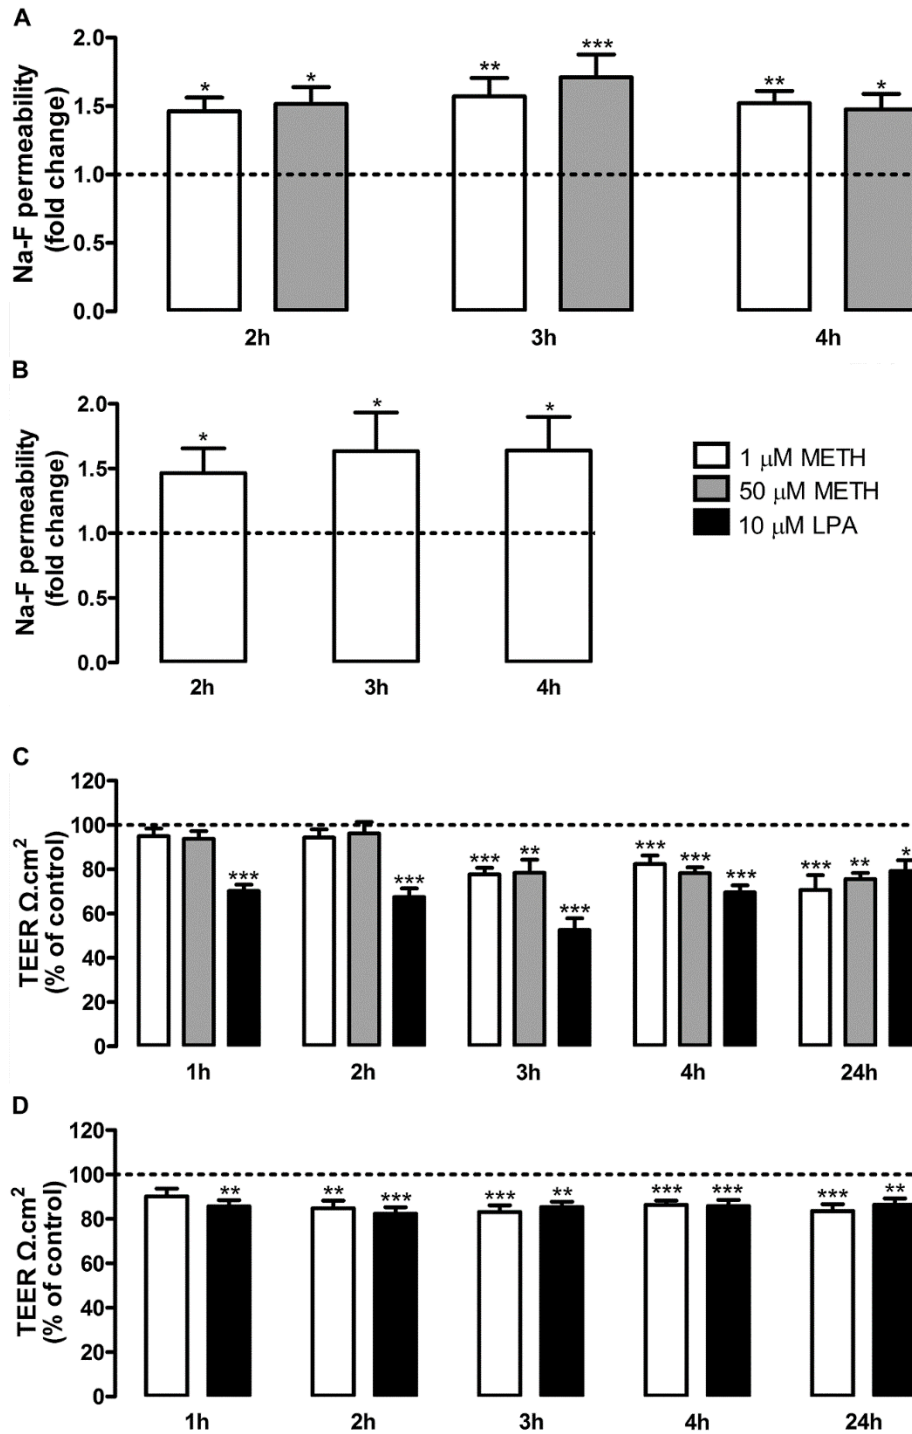 A
Na-F permeability
(fold change)
2.0
1.5
1.0
0.5
0.0
* * ** *** ** *
2h 3h 4h
B
Na-F permeability
(fold change)
2.0
1.5
1.0
0.5
0.0
* * *
2h 3h 4h
1 μM METH
50 μM METH
10 μM LPA
C
TEER Ω.cm²
(% of control)
120
100
80
60
40
20
0
*** *** *** ** *** *** *** *** *** ** *
1h 2h 3h 4h 24h
D
TEER Ω.cm²
(% of control)
120
100
80
60
40
20
0
** ** *** *** ** *** *** *** **
1h 2h 3h 4h 24h